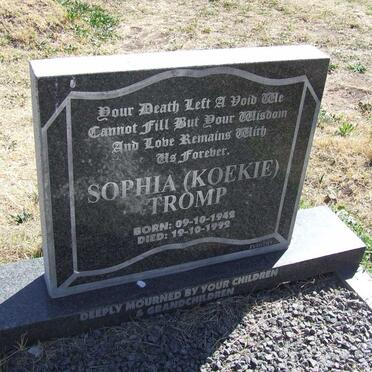 Your Death Left A Void We
Cannot Fill But Your Wisdom
And Love Remains With
Us Forever.
SOPHIA (KOEKIE)
TROMP
BORN: 09-10-1942
DIED: 19-10-1992
DEEPLY MOURNED BY YOUR CHILDREN
& GRANDCHILDREN